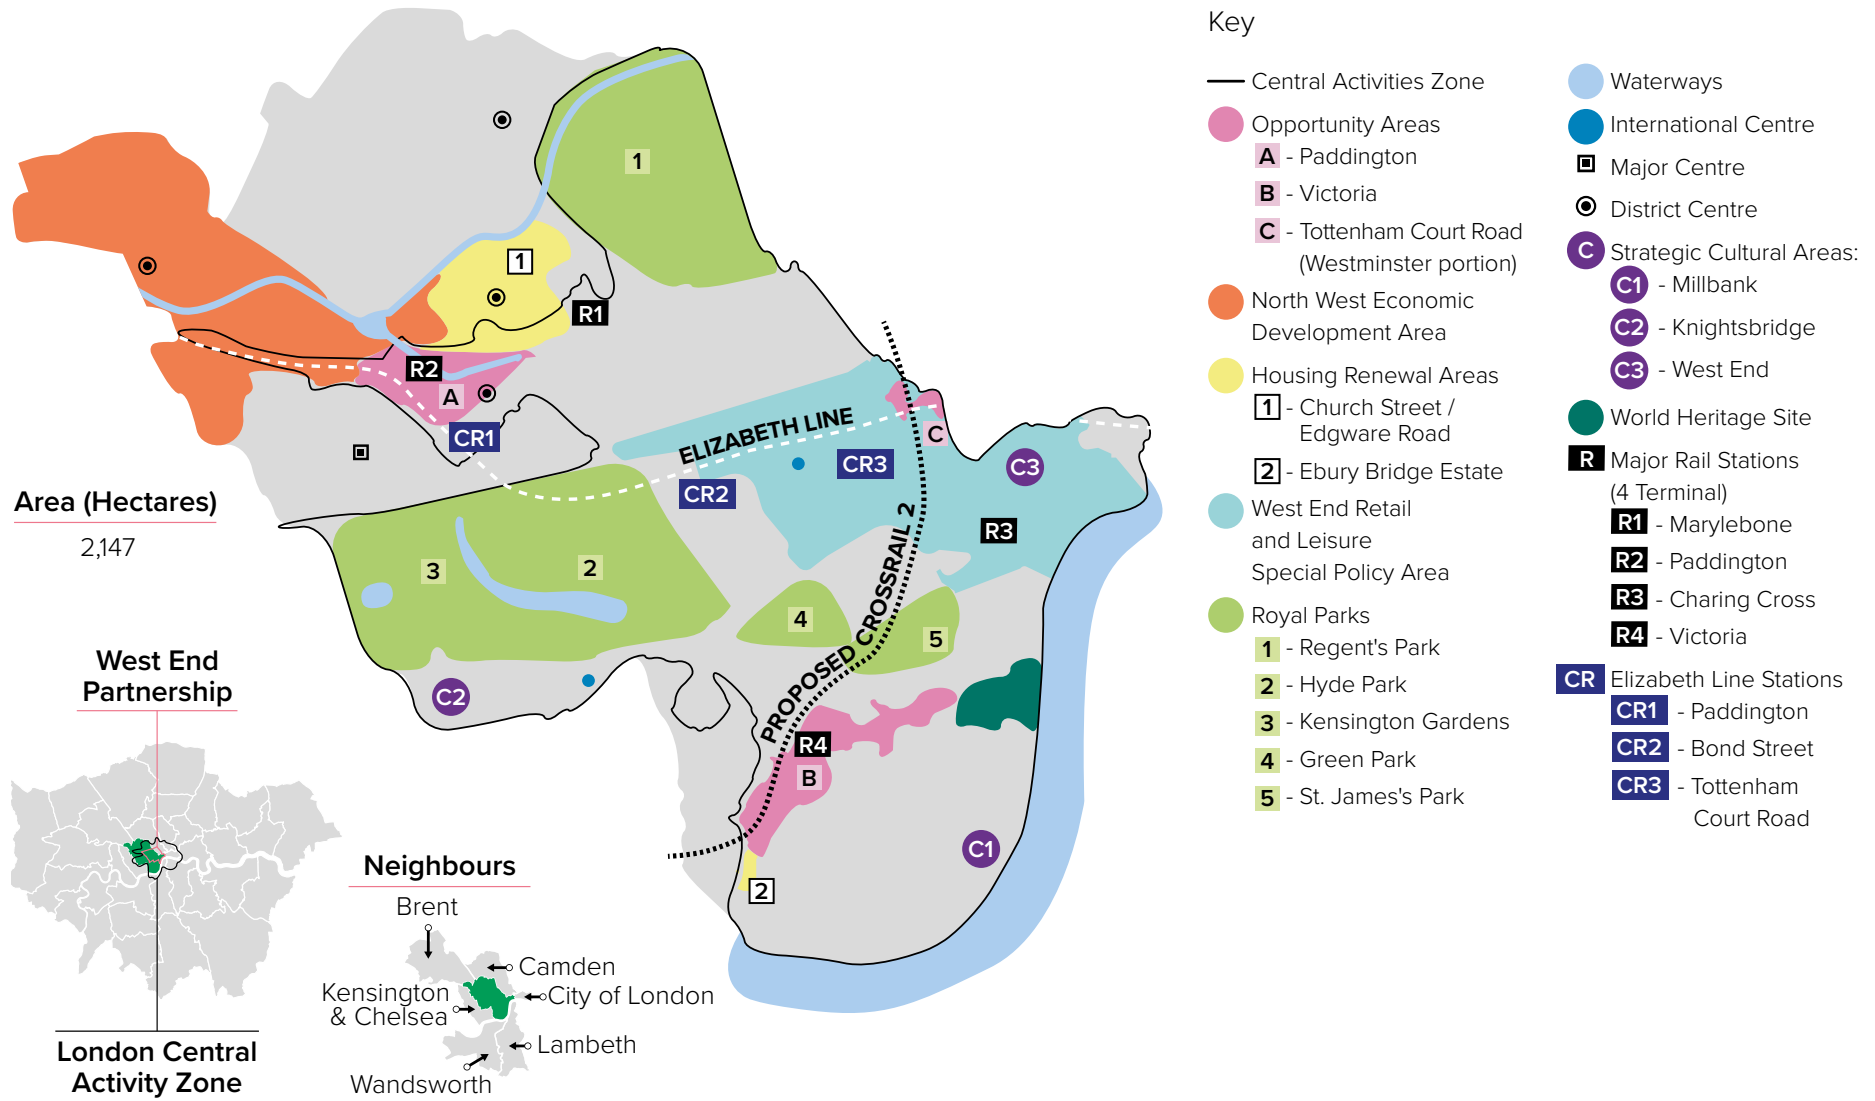 1
1
R1
R2
A
CR1
ELIZABETH LINE
CR2
CR3
C
C3
R3
3
2
4
5
PROPOSED CROSSRAIL 2
C2
R4
B
C1
2
Area (Hectares)
2,147
West End
Partnership
London Central
Activity Zone
Neighbours
Brent
Camden
City of London
Kensington
& Chelsea
Lambeth
Wandsworth
Key
Central Activities Zone
Opportunity Areas
A - Paddington
B - Victoria
C - Tottenham Court Road
(Westminster portion)
North West Economic
Development Area
Housing Renewal Areas
1 - Church Street /
Edgware Road
2 - Ebury Bridge Estate
West End Retail
and Leisure
Special Policy Area
Royal Parks
1 - Regent's Park
2 - Hyde Park
3 - Kensington Gardens
4 - Green Park
5 - St. James's Park
Waterways
International Centre
Major Centre
District Centre
C Strategic Cultural Areas:
C1 - Millbank
C2 - Knightsbridge
C3 - West End
World Heritage Site
R Major Rail Stations
(4 Terminal)
R1 - Marylebone
R2 - Paddington
R3 - Charing Cross
R4 - Victoria
CR Elizabeth Line Stations
CR1 - Paddington
CR2 - Bond Street
CR3 - Tottenham
Court Road